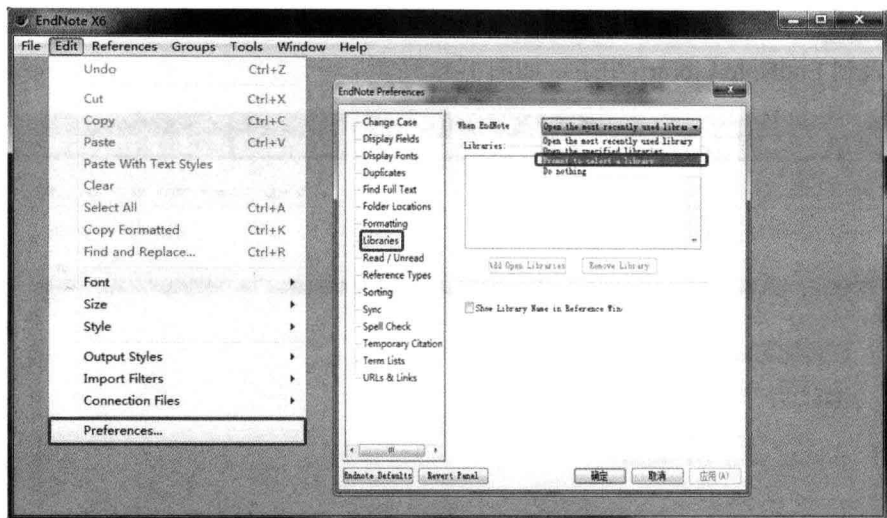 EndNote X6
File Edit References Groups Tools Window Help
Undo Ctrl+Z
Cut Ctrl+X
Copy Ctrl+C
Paste Ctrl+V
Paste With Text Styles
Clear
Select All Ctrl+A
Copy Formatted Ctrl+K
Find and Replace... Ctrl+R
Font
Size
Style
Output Styles
Import Filters
Connection Files
Preferences...
EndNote Preferences
Change Case
Display Fields
Display Fonts
Duplicates
Find Full Text
Folder Locations
Formatting
Libraries
Read / Unread
Reference Types
Sorting
Sync
Spell Check
Temporary Citation
Term Lists
URLs & Links
When EndNote
Open the most recently used librar
Libraries:
Open the most recently used library
Open the specified libraries
Prompt to select a library
Do nothing
Add Open Libraries Remove Library
Show Library Name in Reference Win
Endnote Defaults Revert Panel 确定 取消 应用(A)